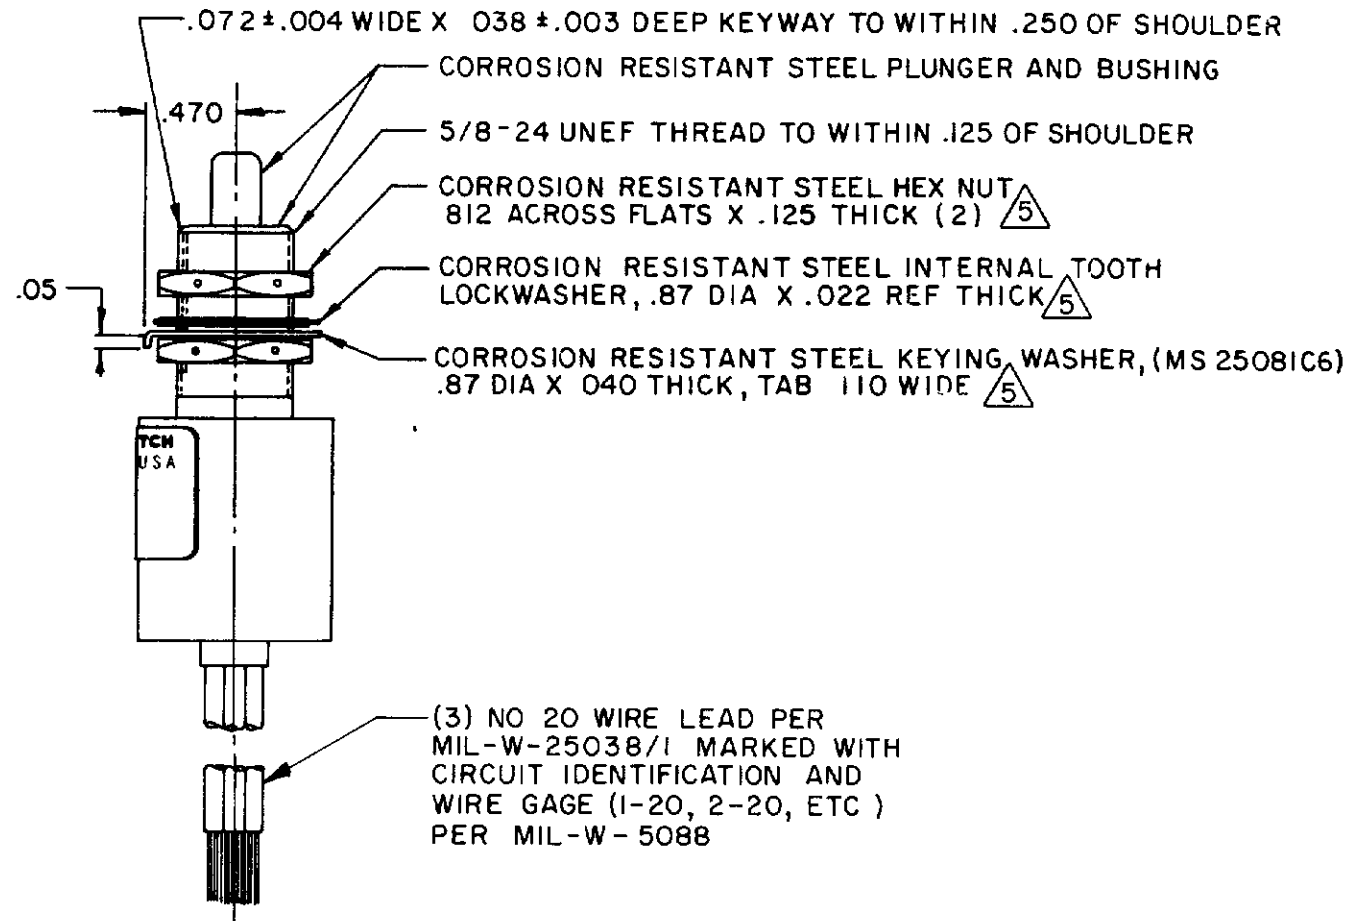 .072±.004 WIDE X 038 ±.003 DEEP KEYWAY TO WITHIN .250 OF SHOULDER
CORROSION RESISTANT STEEL PLUNGER AND BUSHING
.470
5/8-24 UNEF THREAD TO WITHIN .125 OF SHOULDER
CORROSION RESISTANT STEEL HEX NUT
812 ACROSS FLATS X .125 THICK (2) 5
CORROSION RESISTANT STEEL INTERNAL TOOTH
LOCKWASHER, .87 DIA X .022 REF THICK 5
.05
CORROSION RESISTANT STEEL KEYING WASHER, (MS 25081C6)
.87 DIA X 040 THICK, TAB 110 WIDE 5
TCH
USA
(3) NO 20 WIRE LEAD PER
MIL-W-25038/1 MARKED WITH
CIRCUIT IDENTIFICATION AND
WIRE GAGE (1-20, 2-20, ETC )
PER MIL-W-5088